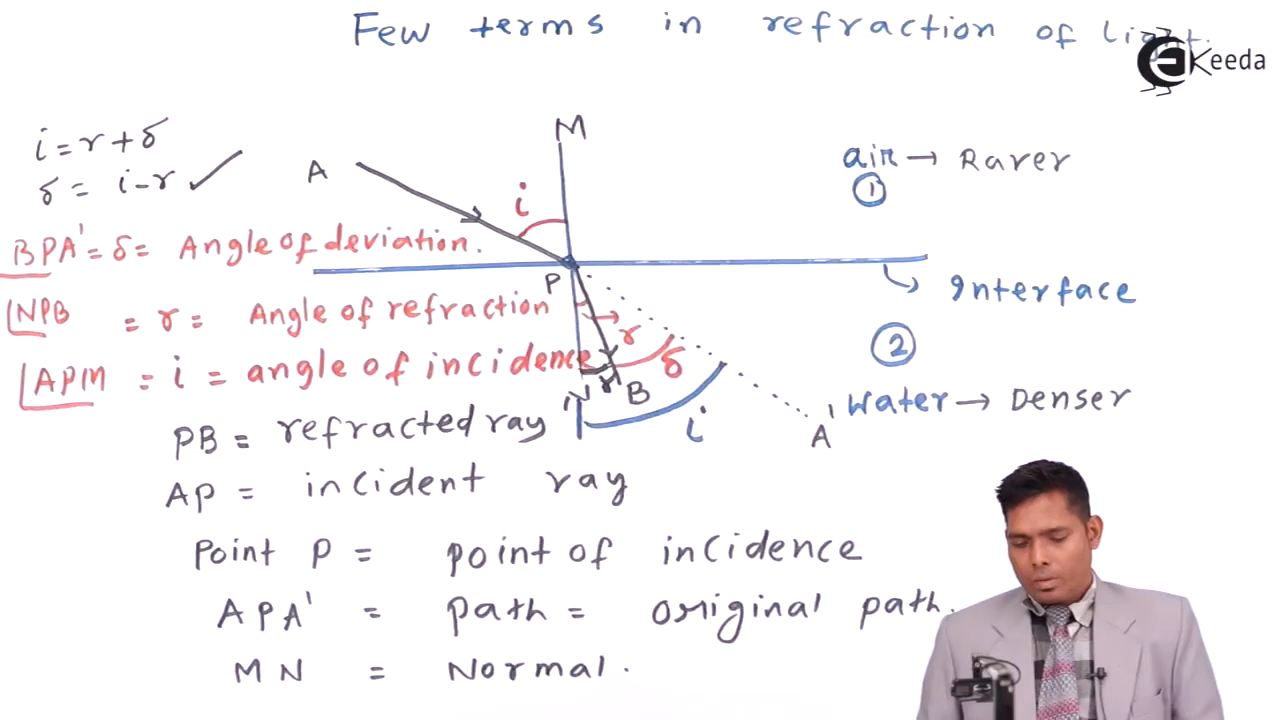 Few terms in refraction of light.
Keeda
i = r + δ
δ = i - r ✓
A
M
i
air → Rarer
①
BPA' = δ = Angle of deviation.
P
Interface
∠NPB = r = Angle of refraction
r
②
∠APM = i = angle of incidence
δ
r
N
B
Water → Denser
i
A'
PB = refracted ray
AP = incident ray
Point P = point of incidence
APA' = path = original path.
MN = Normal.